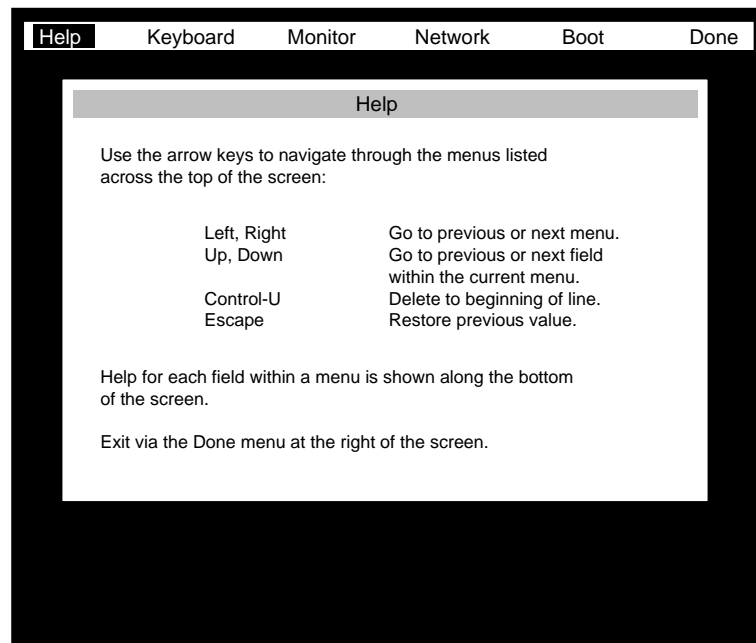 Help Keyboard Monitor Network Boot Done
Help
Use the arrow keys to navigate through the menus listed
across the top of the screen:
Left, Right Go to previous or next menu.
Up, Down Go to previous or next field
within the current menu.
Control-U Delete to beginning of line.
Escape Restore previous value.
Help for each field within a menu is shown along the bottom
of the screen.
Exit via the Done menu at the right of the screen.